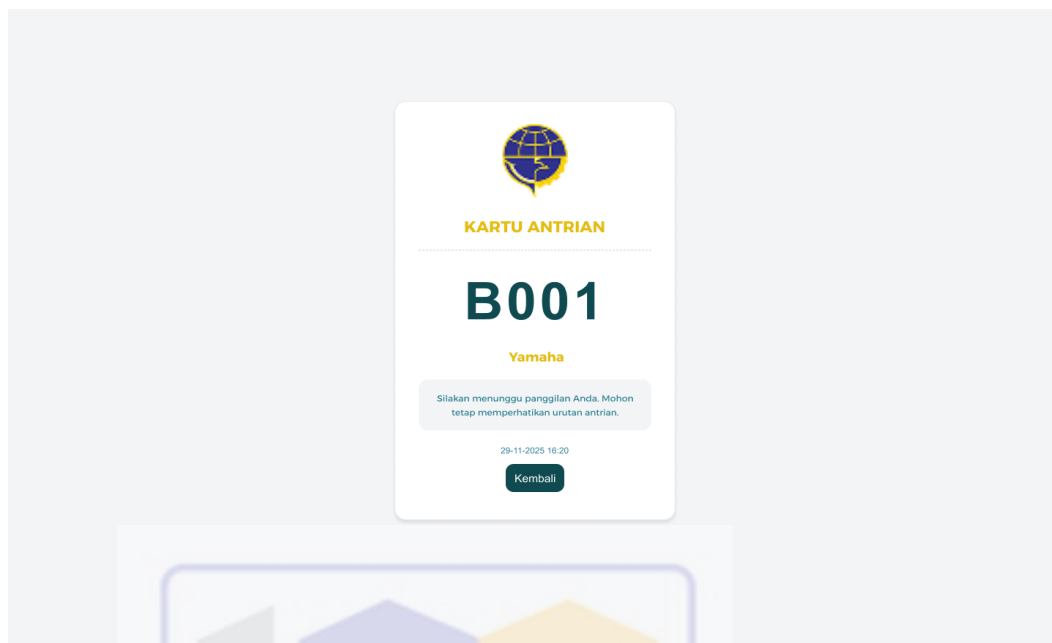 KARTU ANTRIAN
B001
Yamaha
Silakan menunggu panggilan Anda. Mohon
tetap memperhatikan urutan antrian.
29-11-2025 16:20
Kembali